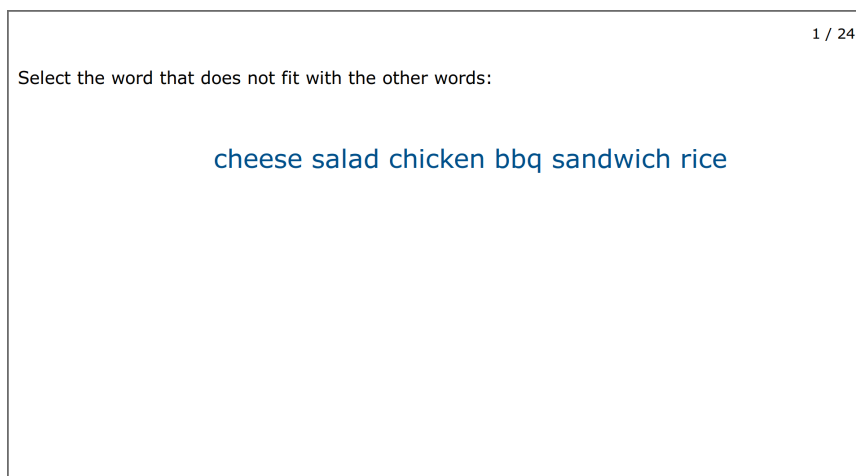 1 / 24
Select the word that does not fit with the other words:
cheese salad chicken bbq sandwich rice